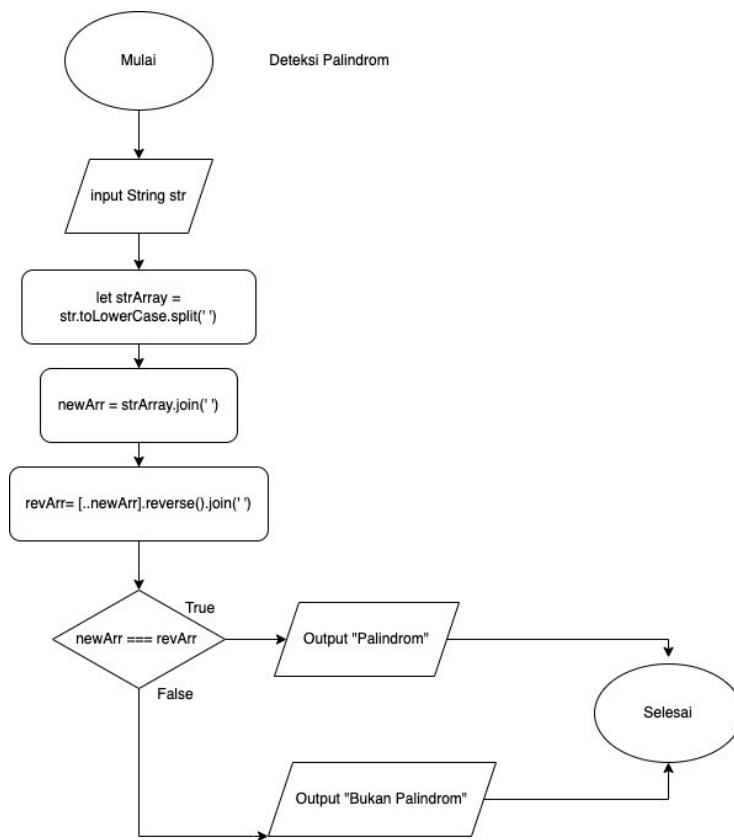 Mulai
Deteksi Palindrom
input String str
let strArray =
str.toLowerCase.split(' ')
newArr = strArray.join(' ')
revArr= [..newArr].reverse().join(' ')
True
newArr === revArr
Output "Palindrom"
False
Selesai
Output "Bukan Palindrom"